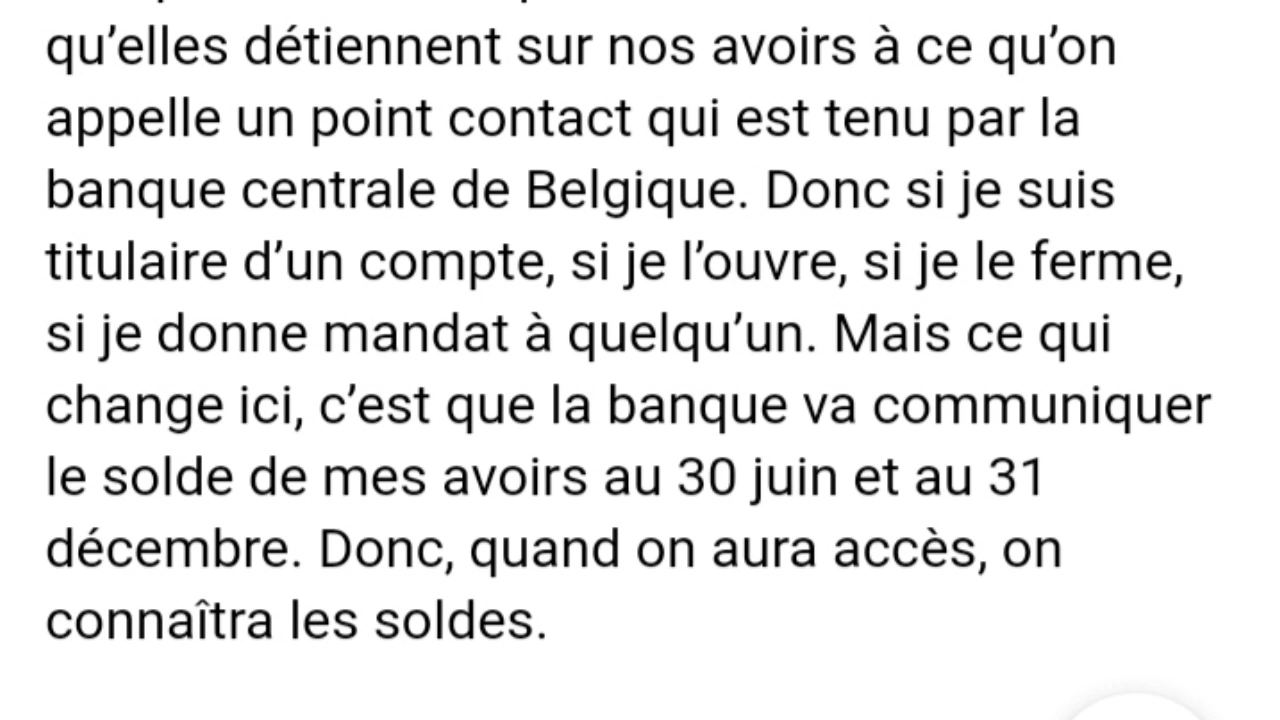 qu’elles détiennent sur nos avoirs à ce qu’on
appelle un point contact qui est tenu par la
banque centrale de Belgique. Donc si je suis
titulaire d’un compte, si je l’ouvre, si je le ferme,
si je donne mandat à quelqu’un. Mais ce qui
change ici, c’est que la banque va communiquer
le solde de mes avoirs au 30 juin et au 31
décembre. Donc, quand on aura accès, on
connaîtra les soldes.